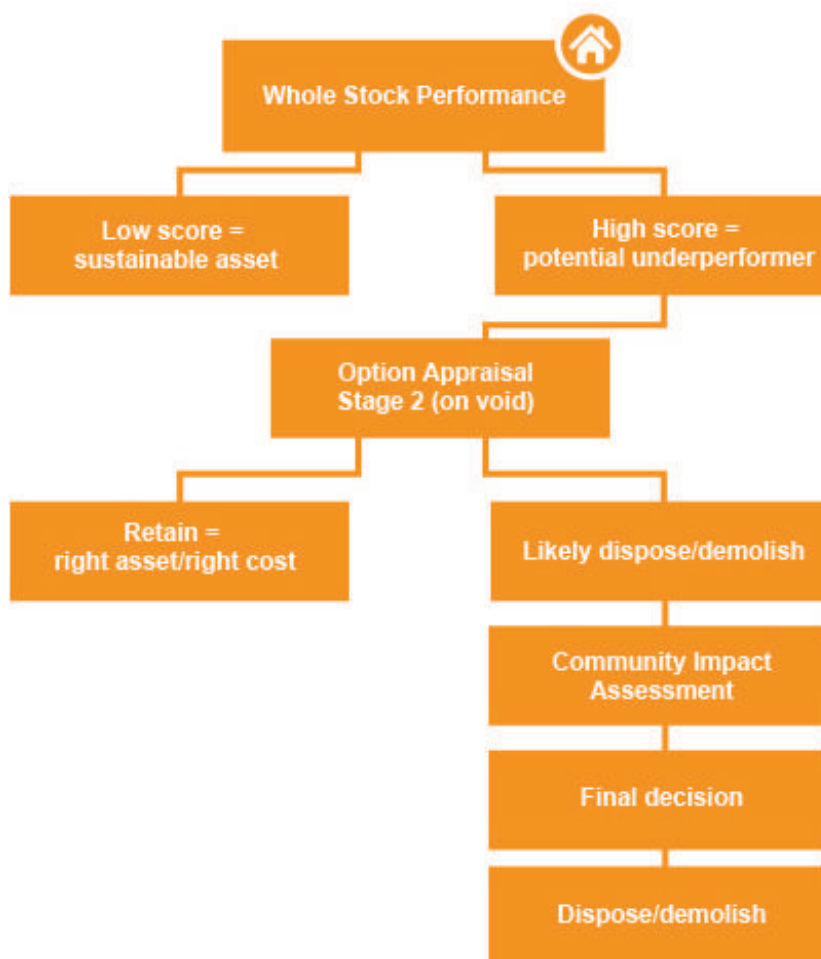 Whole Stock Performance
Low score =
sustainable asset
High score =
potential underperformer
Option Appraisal
Stage 2 (on void)
Retain =
right asset/right cost
Likely dispose/demolish
Community Impact
Assessment
Final decision
Dispose/demolish